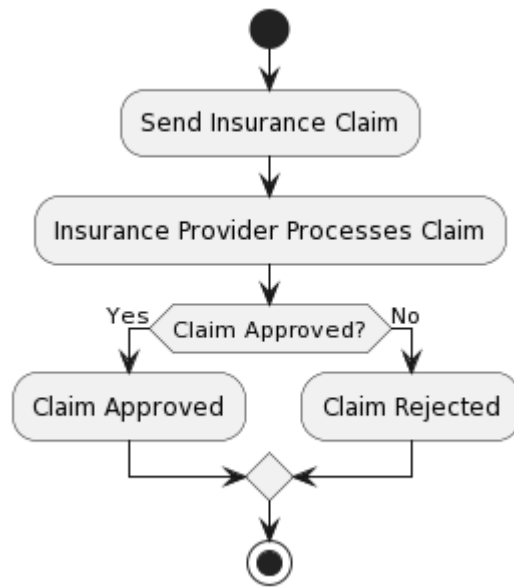 Send Insurance Claim
Insurance Provider Processes Claim
Yes
Claim Approved?
No
Claim Approved
Claim Rejected